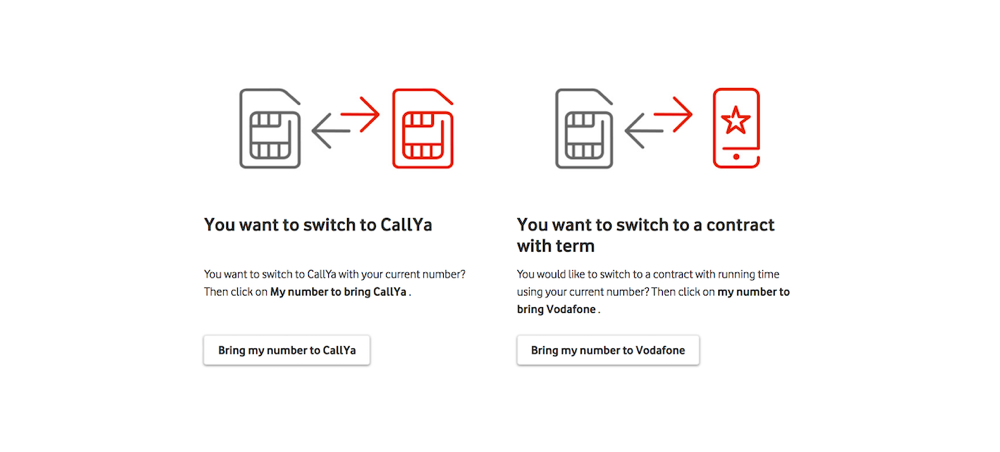 You want to switch to CallYa
You want to switch to CallYa with your current number?
Then click on My number to bring CallYa .
Bring my number to CallYa
You want to switch to a contract
with term
You would like to switch to a contract with running time
using your current number? Then click on my number to
bring Vodafone .
Bring my number to Vodafone